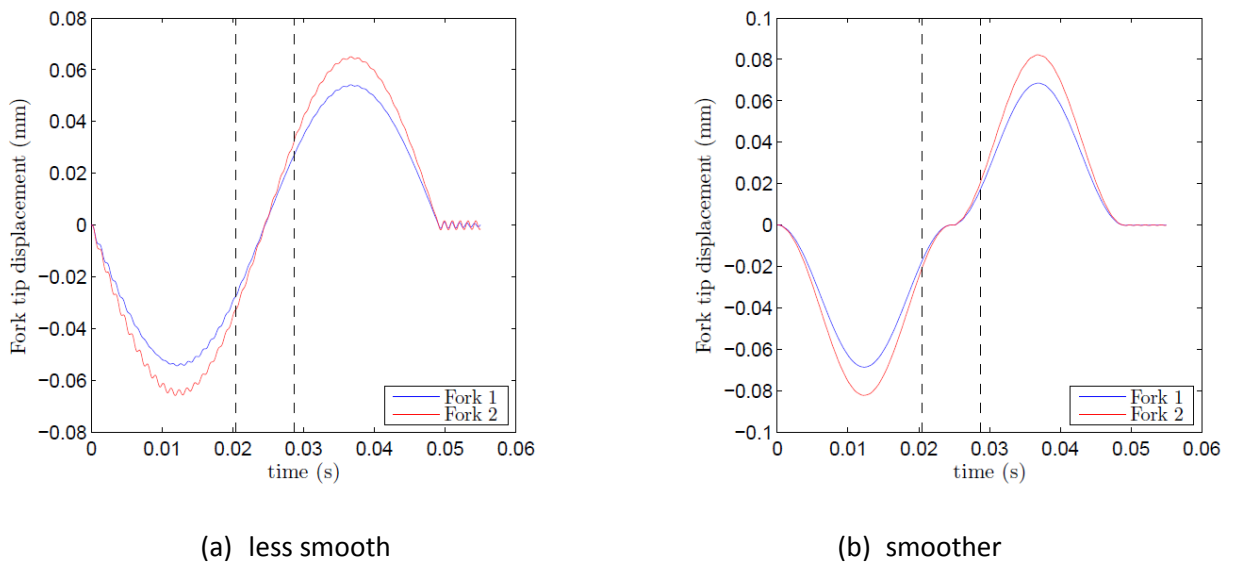 0.08
0.06
0.04
0.02
0
−0.02
−0.04
−0.06
−0.08
Fork tip displacement (mm)
0 0.01 0.02 0.03 0.04 0.05 0.06
time (s)
Fork 1
Fork 2
(a) less smooth
0.1
0.08
0.06
0.04
0.02
0
−0.02
−0.04
−0.06
−0.08
−0.1
Fork tip displacement (mm)
0 0.01 0.02 0.03 0.04 0.05 0.06
time (s)
Fork 1
Fork 2
(b) smoother